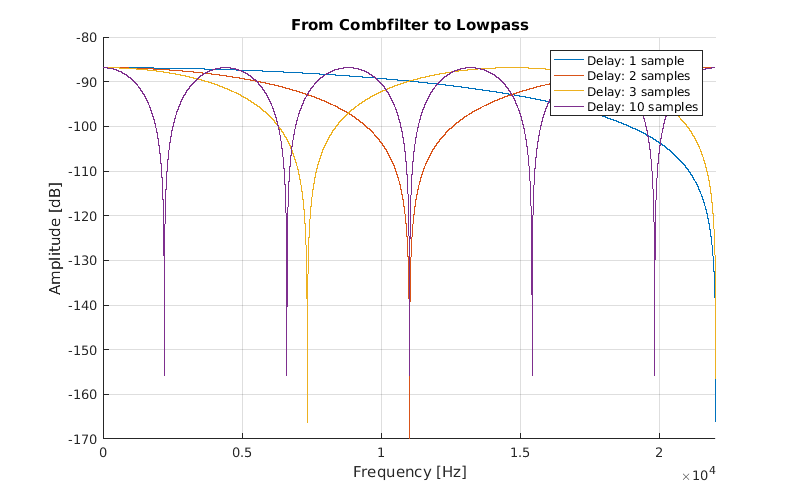 From Combfilter to Lowpass
Amplitude [dB]
-80
-90
-100
-110
-120
-130
-140
-150
-160
-170
Delay: 1 sample
Delay: 2 samples
Delay: 3 samples
Delay: 10 samples
0 0.5 1 1.5 2
×10⁴
Frequency [Hz]